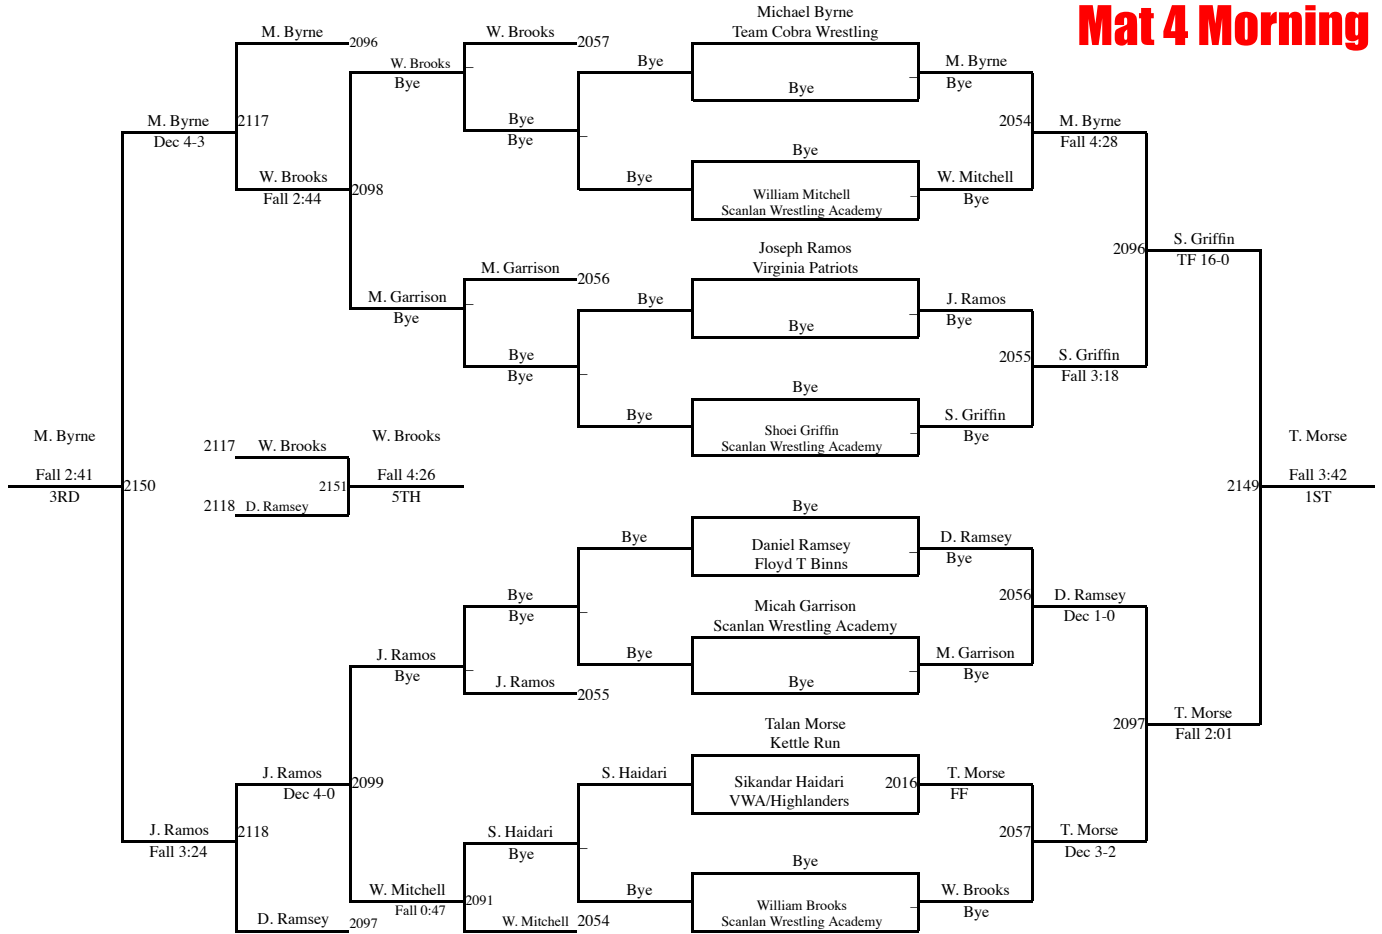 Mat 4 Morning
Michael Byrne
Team Cobra Wrestling
M. Byrne
2096
W. Brooks
2057
Bye
M. Byrne
W. Brooks
Bye
Bye
Bye
M. Byrne
Dec 4-3
2117
Bye
Bye
2054
M. Byrne
Fall 4:28
Bye
W. Brooks
Fall 2:44
2098
Bye
William Mitchell
Scanlan Wrestling Academy
W. Mitchell
Bye
Joseph Ramos
Virginia Patriots
2096
S. Griffin
TF 16-0
M. Garrison
2056
M. Garrison
Bye
Bye
Bye
J. Ramos
Bye
Bye
Bye
2055
S. Griffin
Fall 3:18
Bye
Bye
Shoei Griffin
Scanlan Wrestling Academy
S. Griffin
Bye
M. Byrne
Fall 2:41
3RD
2150
2117
W. Brooks
2118
D. Ramsey
2151
W. Brooks
Fall 4:26
5TH
2149
T. Morse
Fall 3:42
1ST
Bye
Bye
Daniel Ramsey
Floyd T Binns
D. Ramsey
Bye
Bye
Bye
Micah Garrison
Scanlan Wrestling Academy
2056
D. Ramsey
Dec 1-0
J. Ramos
Bye
Bye
Bye
M. Garrison
Bye
J. Ramos
2055
Talan Morse
Kettle Run
2097
T. Morse
Fall 2:01
J. Ramos
Dec 4-0
2099
S. Haidari
Sikandar Haidari
VWA/Highlanders
2016
T. Morse
FF
J. Ramos
Fall 3:24
2118
S. Haidari
Bye
2057
T. Morse
Dec 3-2
Bye
W. Mitchell
Fall 0:47
2091
Bye
William Brooks
Scanlan Wrestling Academy
W. Brooks
Bye
D. Ramsey
2097
W. Mitchell
2054